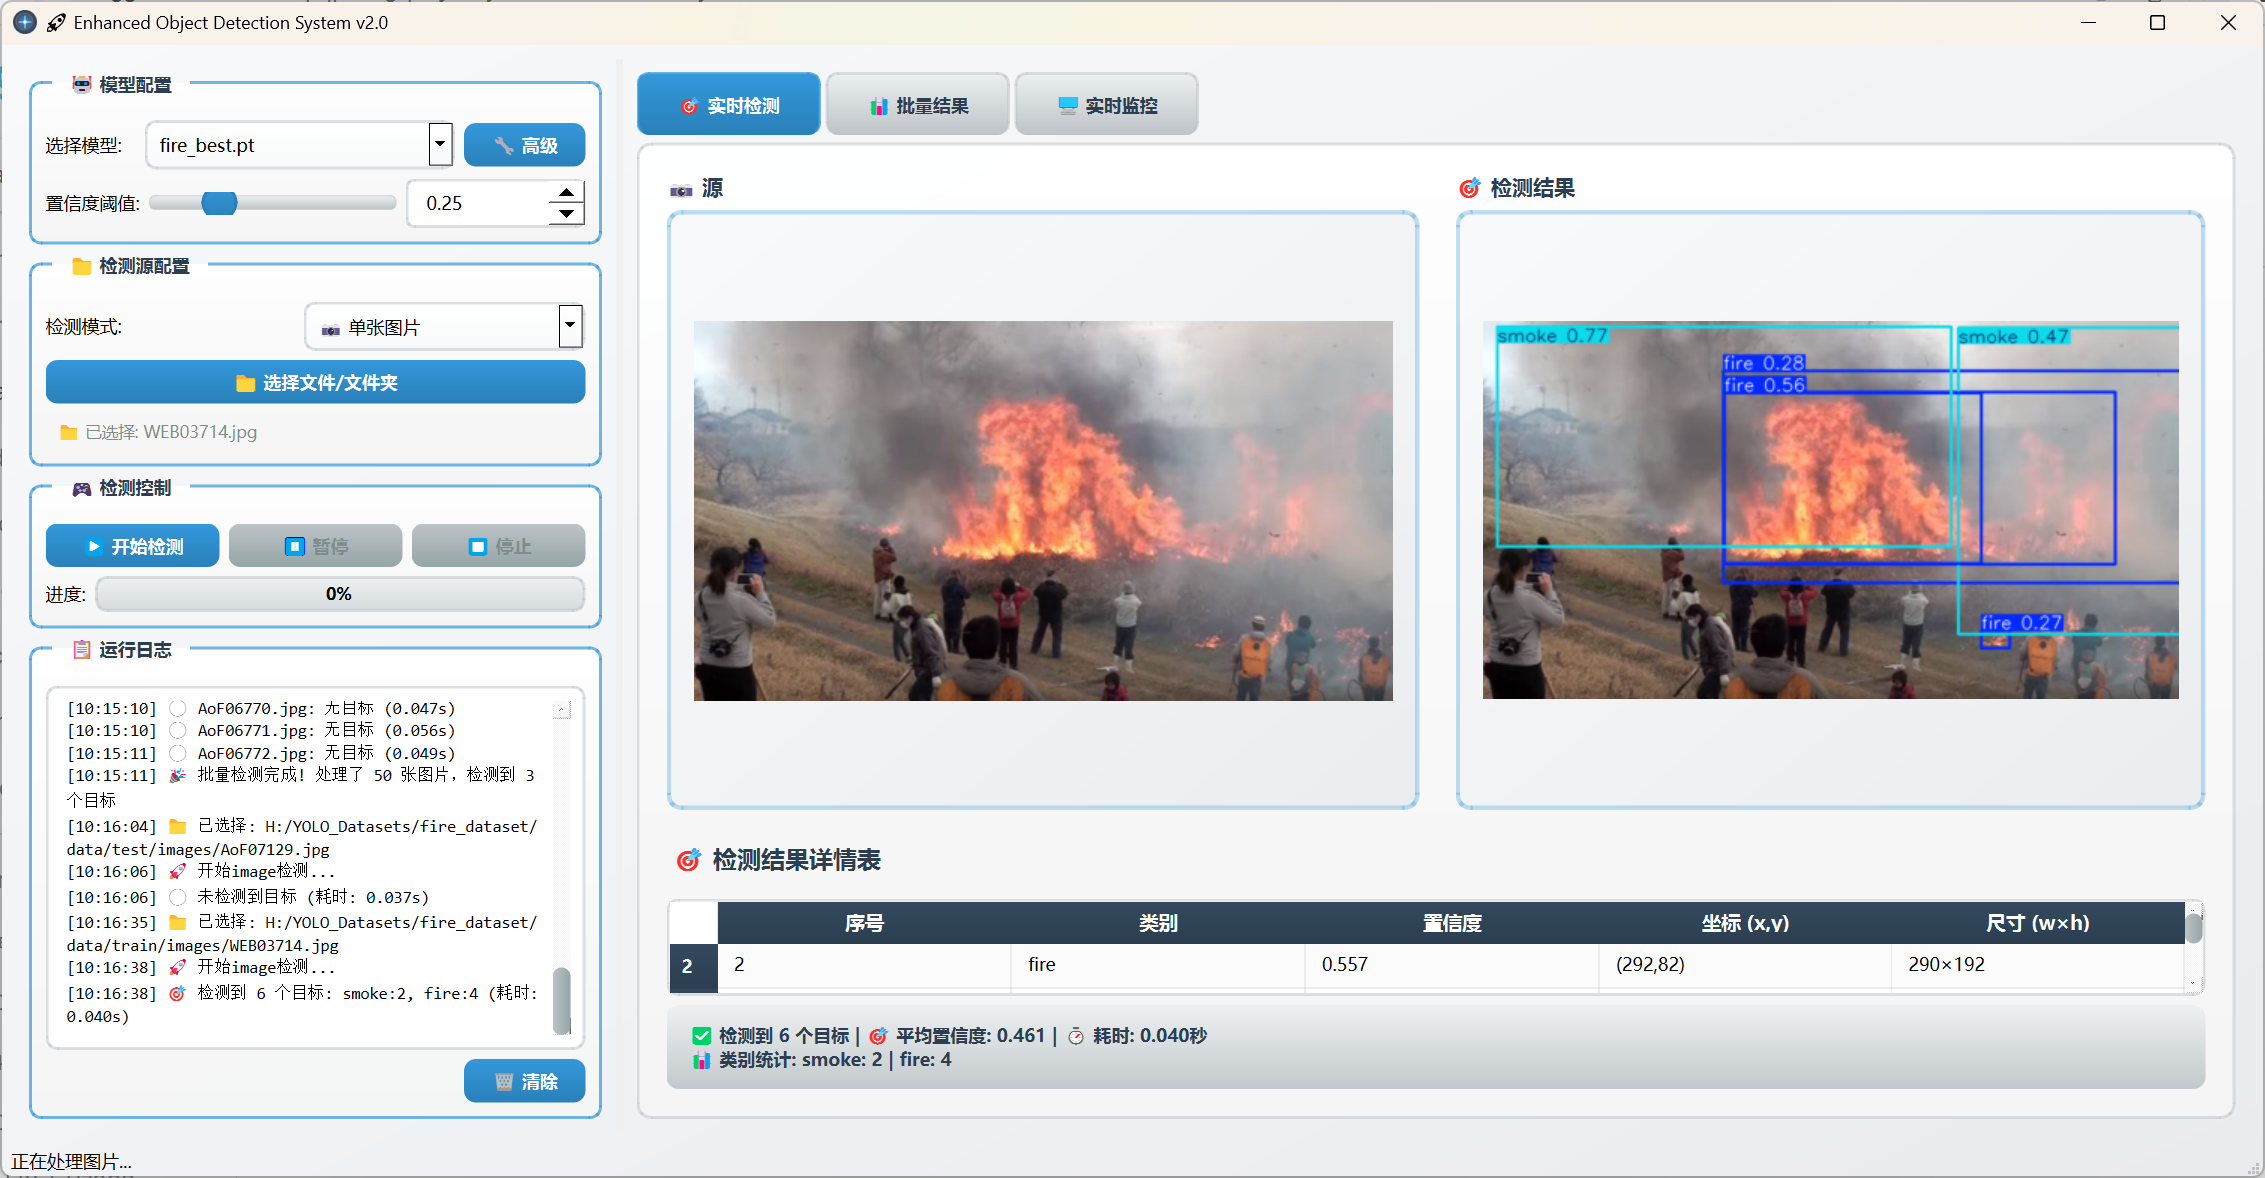 Enhanced Object Detection System v2.0
模型配置
选择模型:
fire_best.pt
高级
置信度阈值:
0.25
检测源配置
检测模式:
单张图片
选择文件/文件夹
已选择: WEB03714.jpg
检测控制
开始检测
暂停
停止
进度:
0%
运行日志
[10:15:10] AoF06770.jpg: 无目标 (0.047s)
[10:15:10] AoF06771.jpg: 无目标 (0.056s)
[10:15:11] AoF06772.jpg: 无目标 (0.049s)
[10:15:11] 批量检测完成! 处理了 50 张图片, 检测到 3
个目标
[10:16:04] 已选择: H:/YOLO_Datasets/fire_dataset/
data/test/images/AoF07129.jpg
[10:16:06] 开始image检测...
[10:16:06] 未检测到目标 (耗时: 0.037s)
[10:16:35] 已选择: H:/YOLO_Datasets/fire_dataset/
data/train/images/WEB03714.jpg
[10:16:38] 开始image检测...
[10:16:38] 检测到 6 个目标: smoke:2, fire:4 (耗时:
0.040s)
清除
正在处理图片...
实时检测
批量结果
实时监控
源
检测结果
smoke 0.77
smoke 0.47
fire 0.28
fire 0.56
fire 0.27
检测结果详情表
序号 类别 置信度 坐标 (x,y) 尺寸 (w×h)
2 2 fire 0.557 (292,82) 290×192
检测到 6 个目标 | 平均置信度: 0.461 | 耗时: 0.040秒
类别统计: smoke: 2 | fire: 4